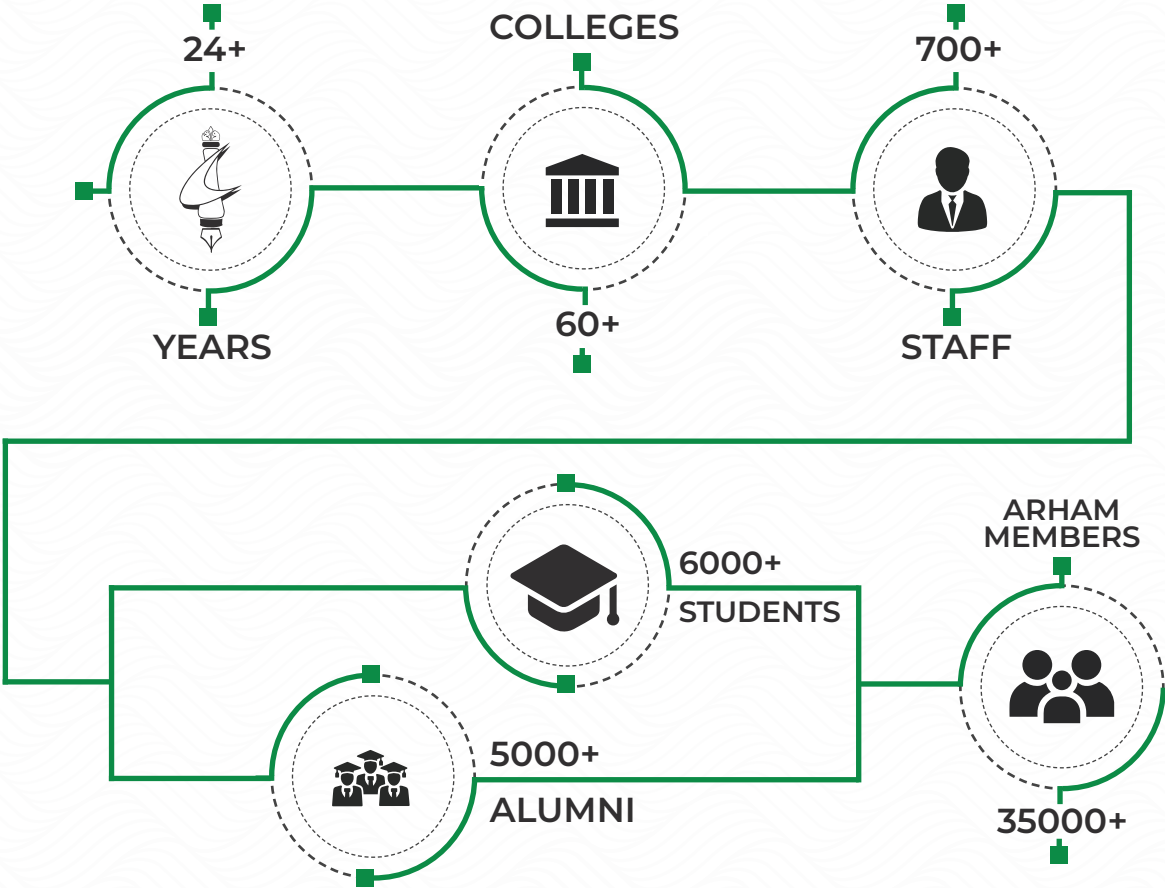 24+
YEARS
COLLEGES
60+
700+
STAFF
6000+
STUDENTS
5000+
ALUMNI
ARHAM
MEMBERS
35000+